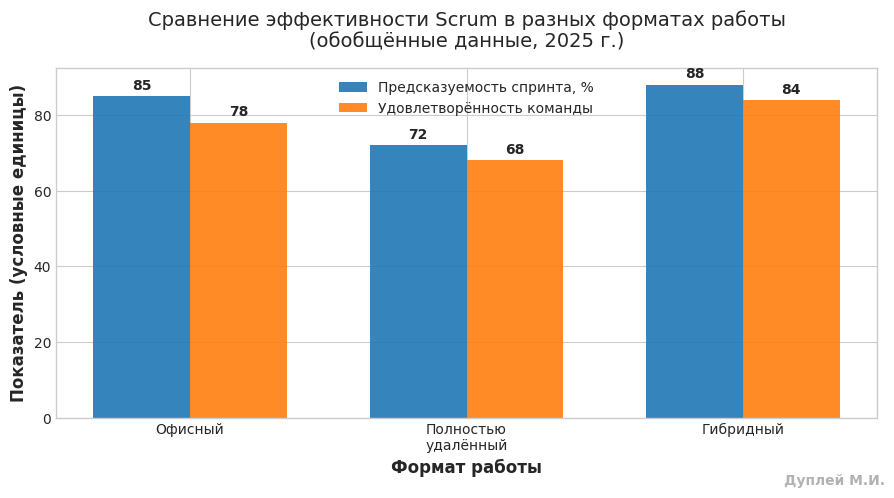 Сравнение эффективности Scrum в разных форматах работы
(обобщённые данные, 2025 г.)
Показатель (условные единицы)
80
60
40
20
0
Предсказуемость спринта, %
Удовлетворённость команды
85
78
72
68
88
84
Офисный
Полностью
удалённый
Гибридный
Формат работы
Дуплей М.И.